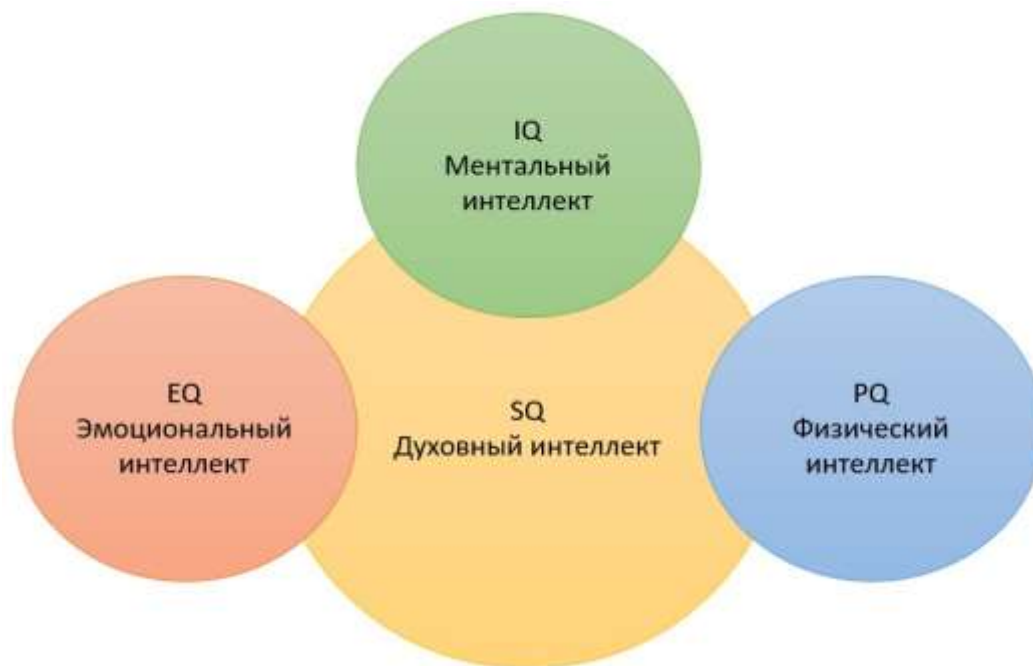 IQ
Ментальный
интеллект
EQ
Эмоциональный
интеллект
SQ
Духовный интеллект
PQ
Физический
интеллект